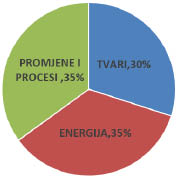 PROMJENE I
PROCESI ,35%
TVARI,30%
ENERGIJA,35%